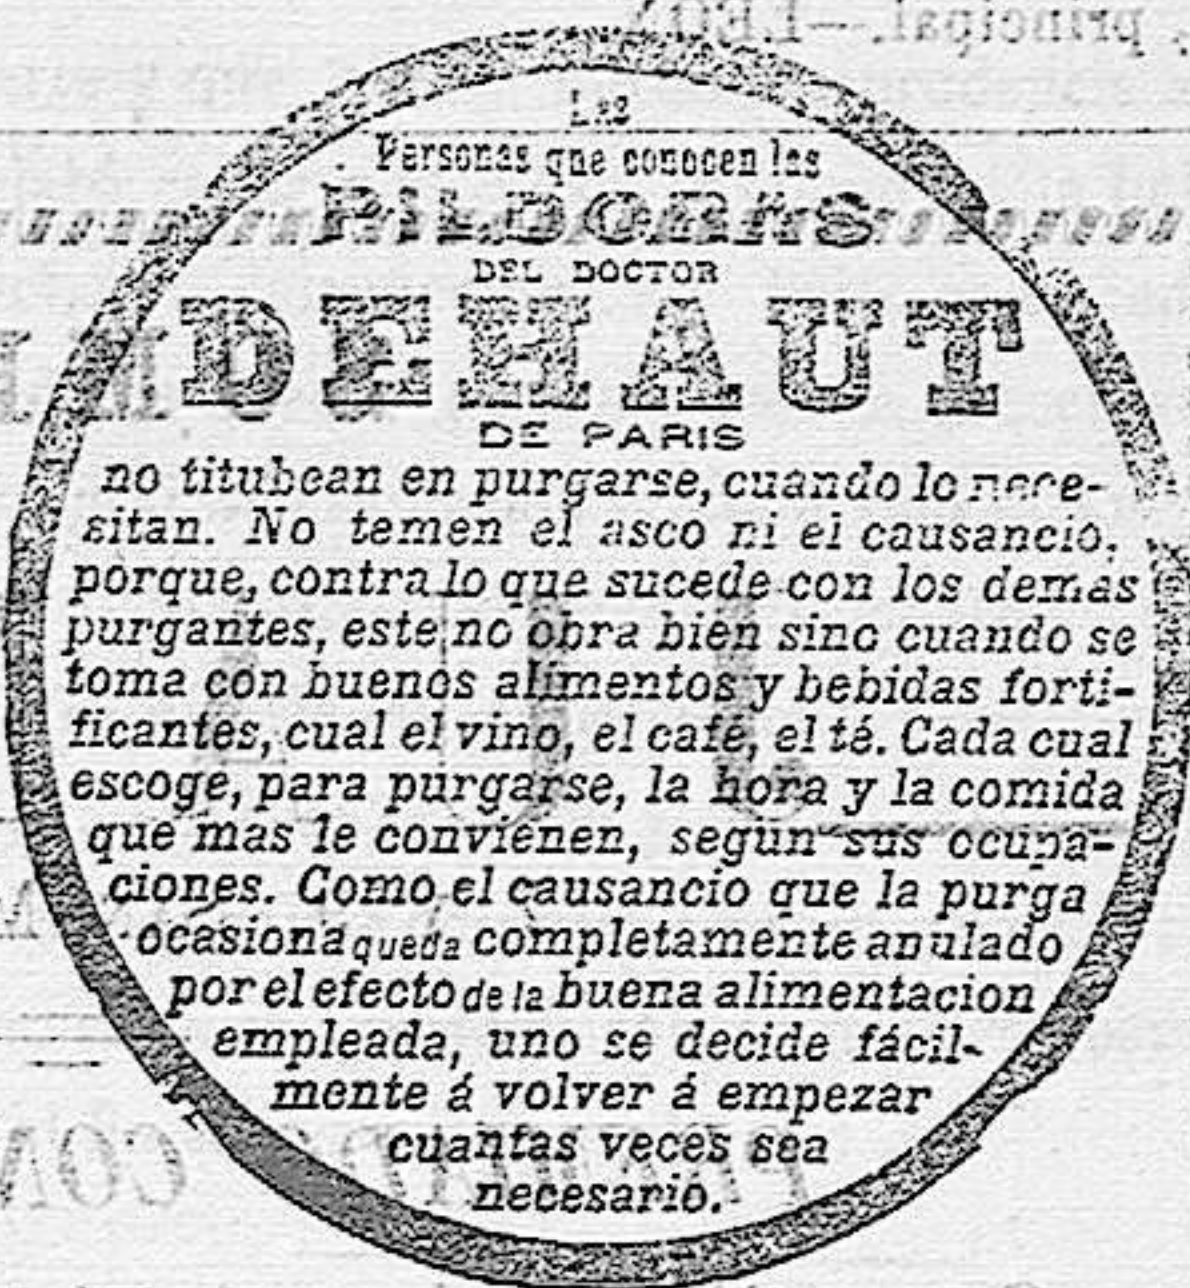 Las
Personas que conocen las
PILDORAS
DEL DOCTOR
DEHAUT
DE PARIS
no titubean en purgarse, cuando lo nece-
sitan. No temen el asco ni el causancio,
porque, contra lo que sucede con los demas
purgantes, este no obra bien sino cuando se
toma con buenos alimentos y bebidas forti-
ficantes, cual el vino, el café, el té. Cada cual
escoge, para purgarse, la hora y la comida
que mas le convienen, segun sus ocupa-
ciones. Como el causancio que la purga
ocasiona queda completamente anulado
por el efecto de la buena alimentacion
empleada, uno se decide fácil-
mente á volver á empezar
cuantas veces sea
necesario.